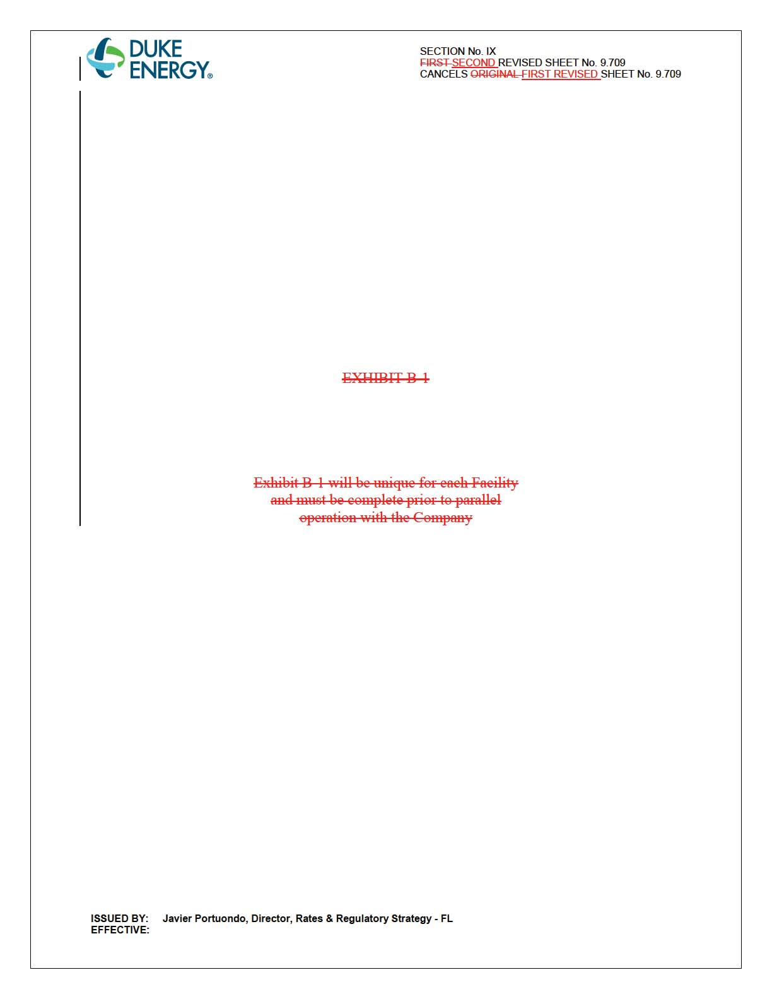 DUKE
ENERGY®
SECTION No. IX
FIRST SECOND REVISED SHEET No. 9.709
CANCELS ORIGINAL FIRST REVISED SHEET No. 9.709
EXHIBIT B-1
Exhibit B-1 will be unique for each Facility
and must be complete prior to parallel
operation with the Company
ISSUED BY: Javier Portuondo, Director, Rates & Regulatory Strategy - FL
EFFECTIVE: